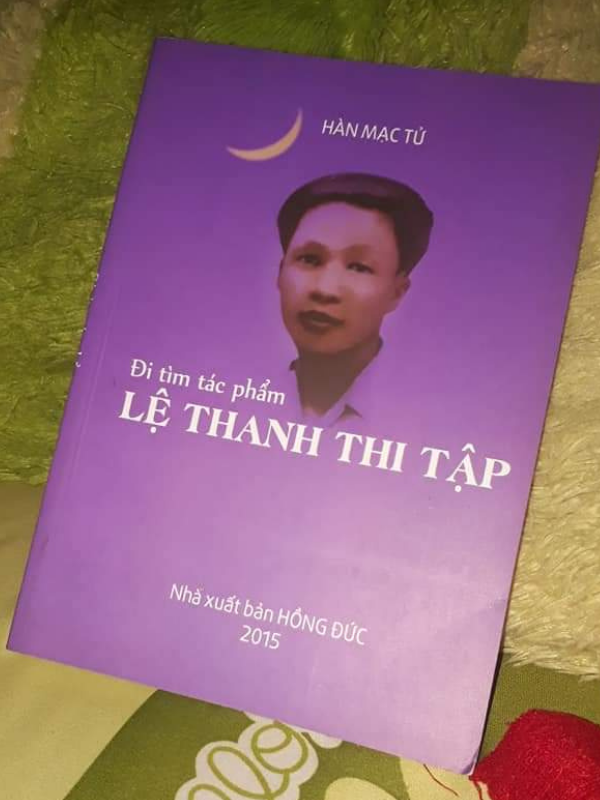 HÀN MẠC TỬ
Đi tìm tác phẩm
LỆ THANH THI TẬP
Nhà xuất bản HỒNG ĐỨC
2015